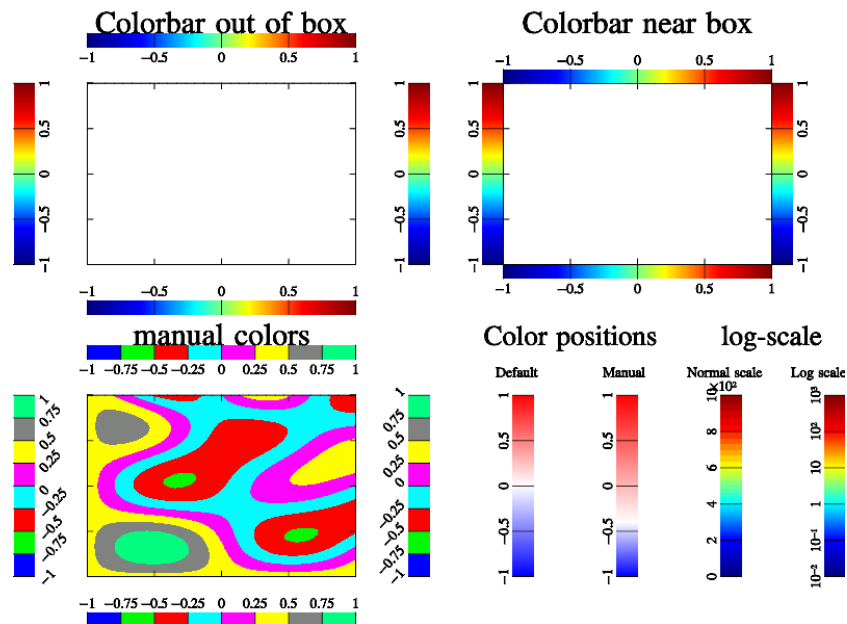 Colorbar out of box
−1 −0.5 0 0.5 1
1 0.5 0 −0.5 −1
1 0.5 0 −0.5 −1
−1 −0.5 0 0.5 1
Colorbar near box
−1 −0.5 0 0.5 1
1 0.5 0 −0.5 −1
1 0.5 0 −0.5 −1
−1 −0.5 0 0.5 1
manual colors
−1 −0.75 −0.5 −0.25 0 0.25 0.5 0.75 1
1 0.75 0.5 0.25 0 −0.25 −0.5 −0.75 −1
1 0.75 0.5 0.25 0 −0.25 −0.5 −0.75 −1
−1 −0.75 −0.5 −0.25 0 0.25 0.5 0.75 1
Color positions
Default
1 0.5 0 −0.5 −1
Manual
1 0.5 0 −0.5 −1
log-scale
Normal scale
10×10² 8 6 4 2 0
Log scale
10³ 10² 10 1 10⁻¹ 10⁻²